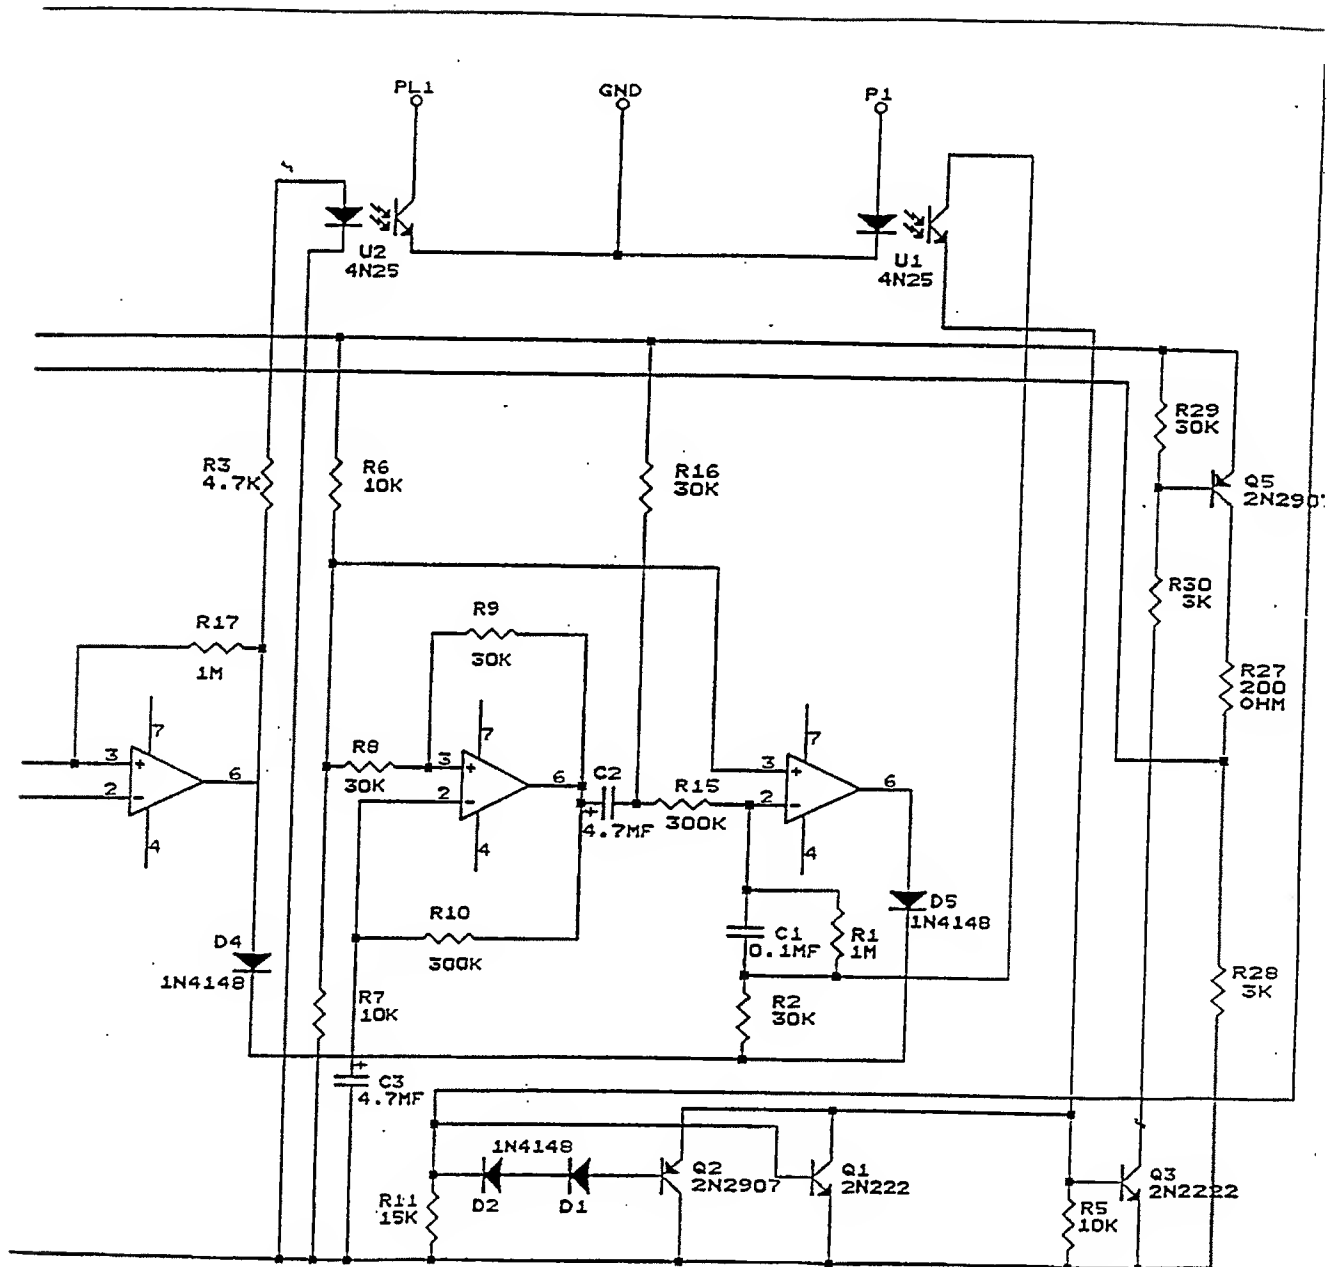 PL1
GND
P1
U2
4N25
U1
4N25
R3
4.7K
R6
10K
R16
30K
R29
30K
Q5
2N2907
R30
3K
R17
1M
R9
30K
R27
200
OHM
7
3
+
2
-
6
4
R8
30K
7
3
+
2
-
6
4
C2
+
4.7MF
R15
300K
7
3
+
2
-
6
4
R10
300K
D5
1N4148
C1
0.1MF
R1
1M
D4
1N4148
R7
10K
R2
30K
R28
3K
+
C3
4.7MF
1N4148
D2
D1
Q2
2N2907
Q1
2N222
Q3
2N2222
R11
15K
R5
10K